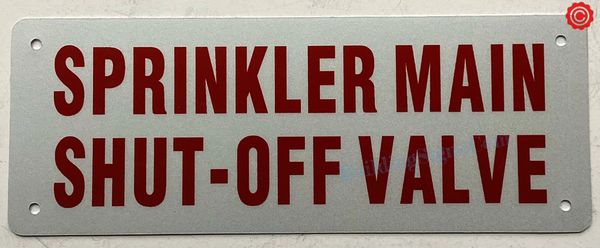 SPRINKLER MAIN
SHUT-OFF VALVE